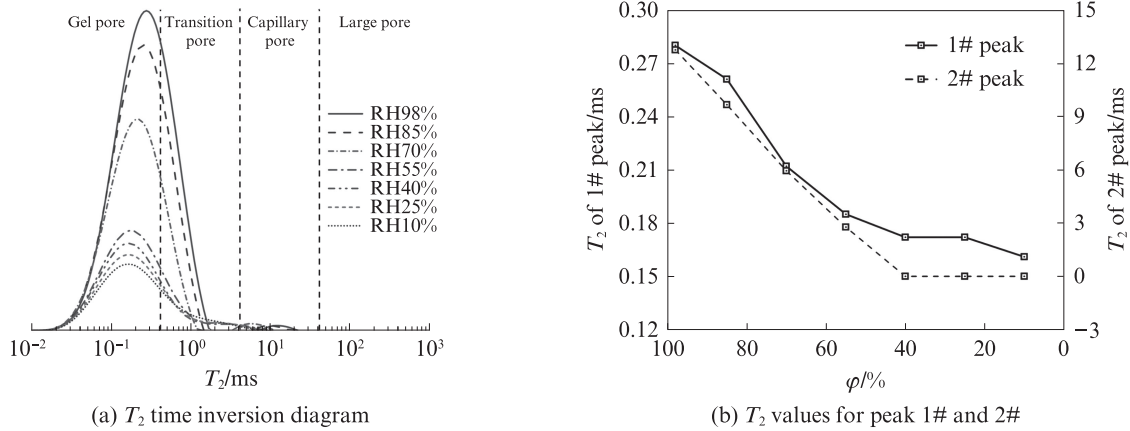 Gel pore
Transition
pore
Capillary
pore
Large pore
RH98%
RH85%
RH70%
RH55%
RH40%
RH25%
RH10%
10⁻² 10⁻¹ 10⁰ 10¹ 10² 10³
T₂/ms
(a) T₂ time inversion diagram
0.30
0.27
0.24
0.21
0.18
0.15
0.12
T₂ of 1# peak/ms
1# peak
2# peak
15
12
9
6
3
0
−3
T₂ of 2# peak/ms
100 80 60 40 20 0
φ/%
(b) T₂ values for peak 1# and 2#